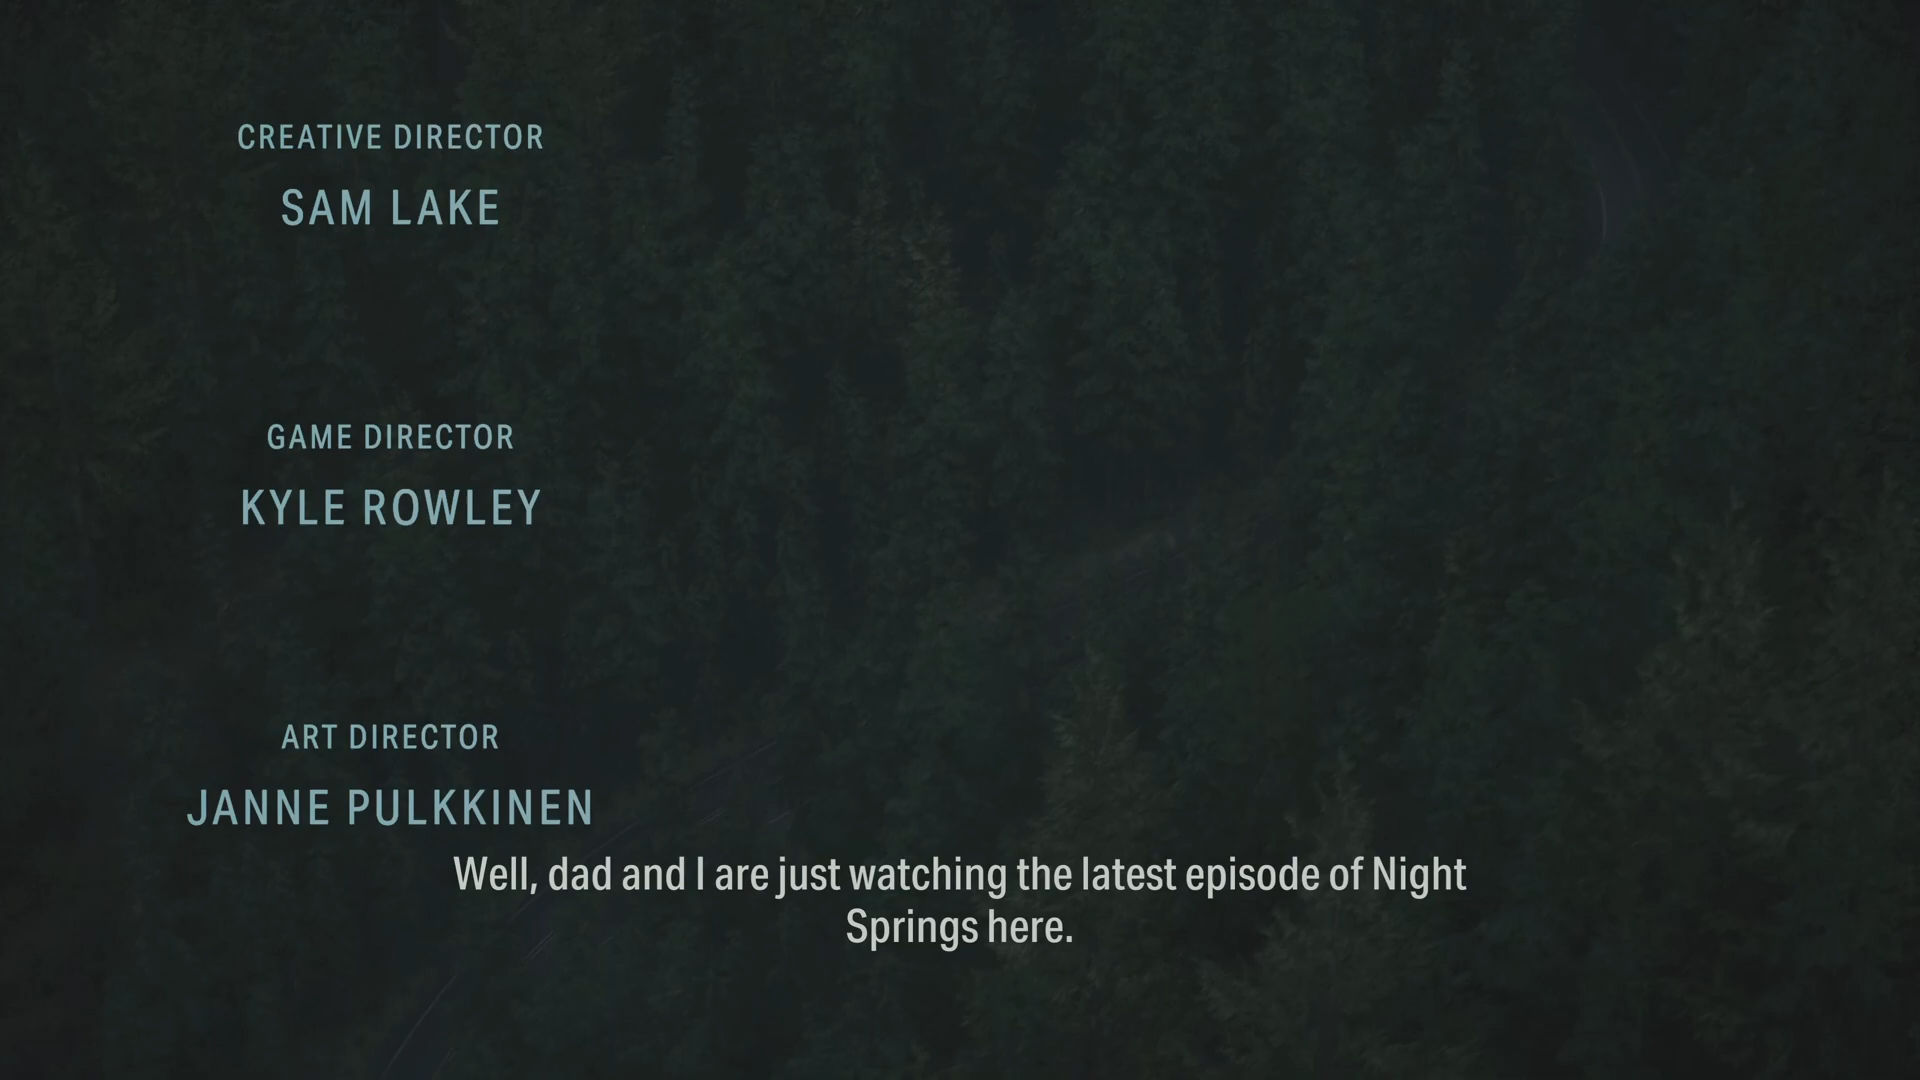 CREATIVE DIRECTOR
SAM LAKE
GAME DIRECTOR
KYLE ROWLEY
ART DIRECTOR
JANNE PULKKINEN
Well, dad and I are just watching the latest episode of Night
Springs here.